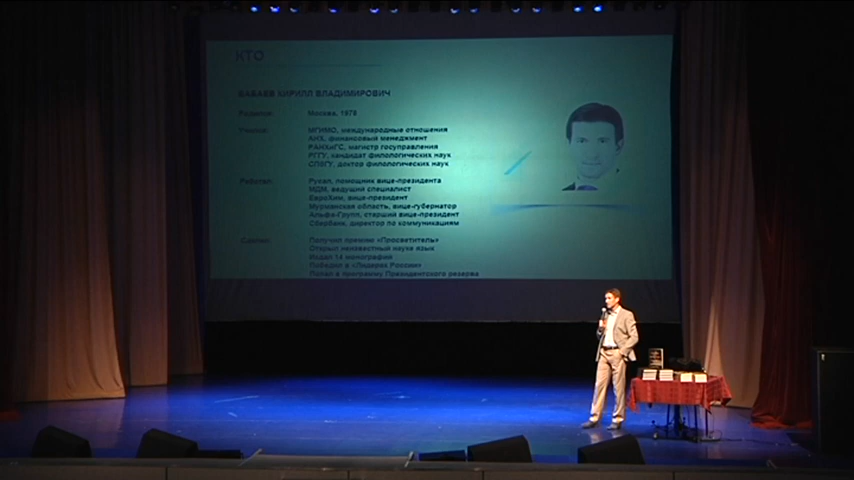 КТО
БАБАЕВ КИРИЛЛ ВЛАДИМИРОВИЧ
Родился: Москва, 1978
Учился: МГИМО, международные отношения
АНХ, финансовый менеджмент
РАНХиГС, магистр госуправления
РГГУ, кандидат филологических наук
СПбГУ, доктор филологических наук
Работал: Рукал, помощник вице-президента
МДМ, ведущий специалист
ЕвроХим, вице-президент
Мурманская область, вице-губернатор
Альфа-Групп, старший вице-президент
Сбербанк, директор по коммуникациям
Сделал: Получил премию «Просветитель»
Открыл неизвестный науке язык
Издал 14 монографий
Победил в «Лидерах России»
Попал в программу Президентского резерва